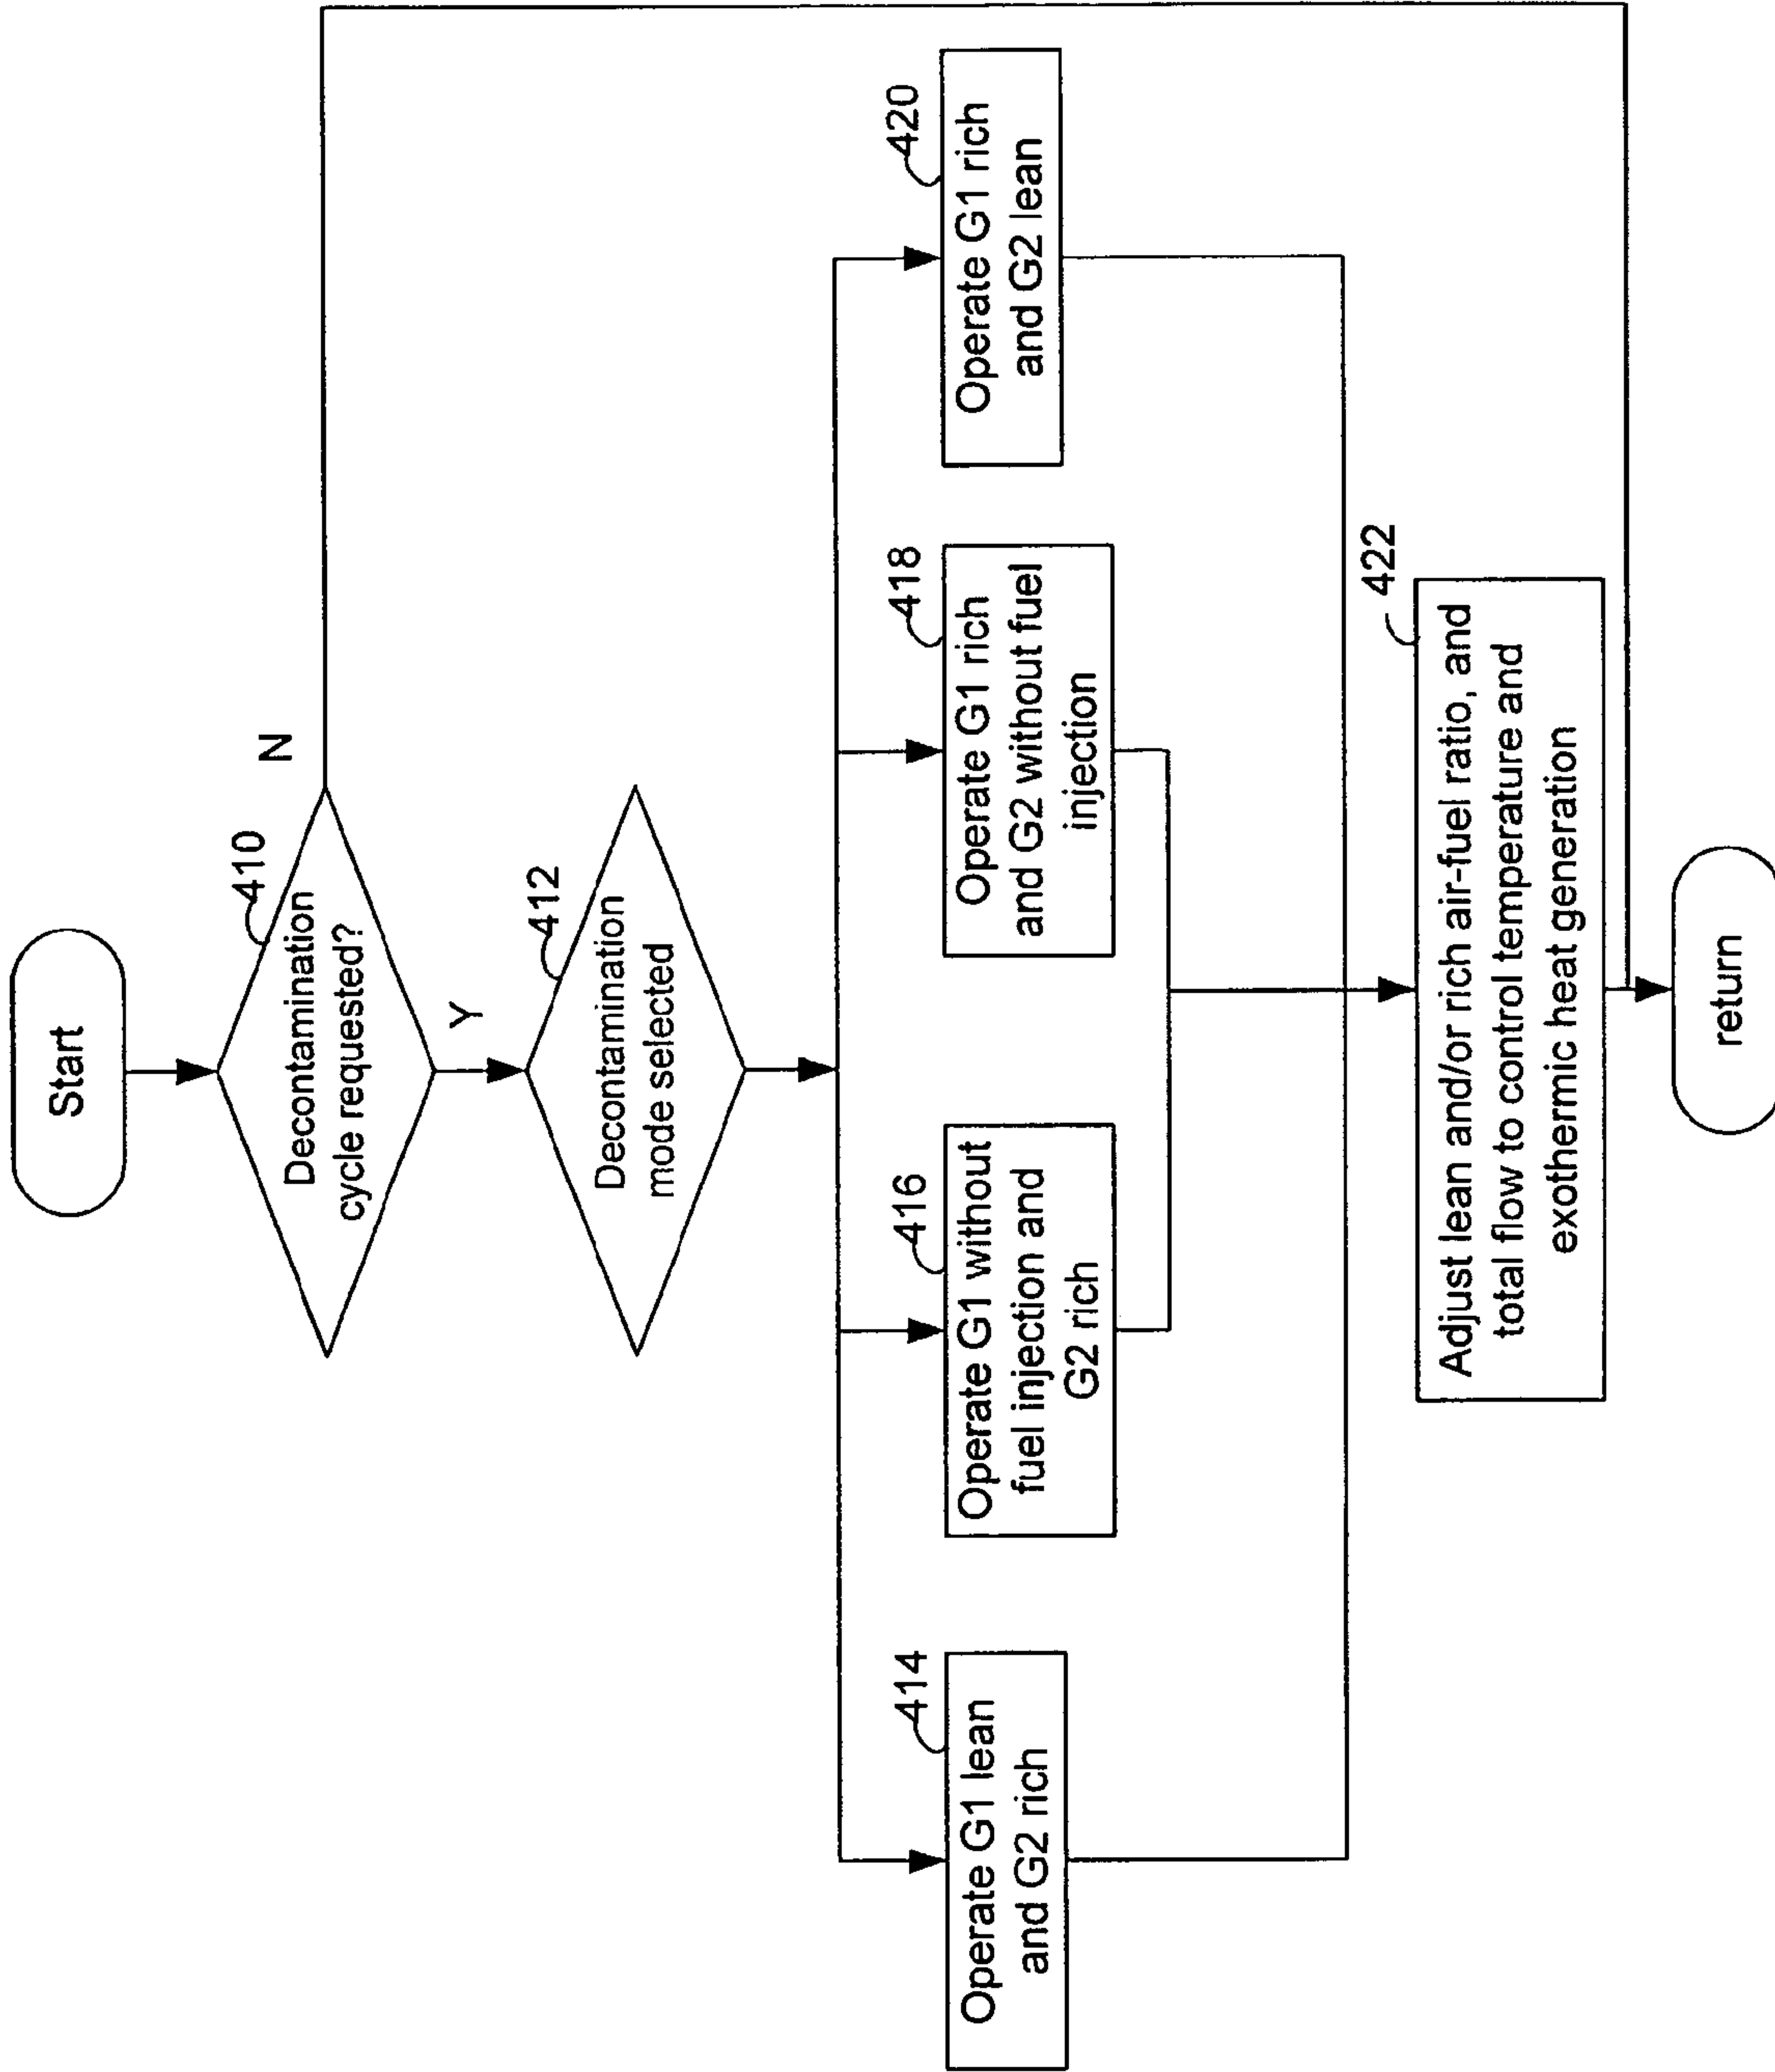 Start
410
Decontamination
cycle requested?
N
Y
412
Decontamination
mode selected
414
Operate G1 lean
and G2 rich
416
Operate G1 without
fuel injection and
G2 rich
418
Operate G1 rich
and G2 without fuel
injection
420
Operate G1 rich
and G2 lean
422
Adjust lean and/or rich air-fuel ratio, and
total flow to control temperature and
exothermic heat generation
return